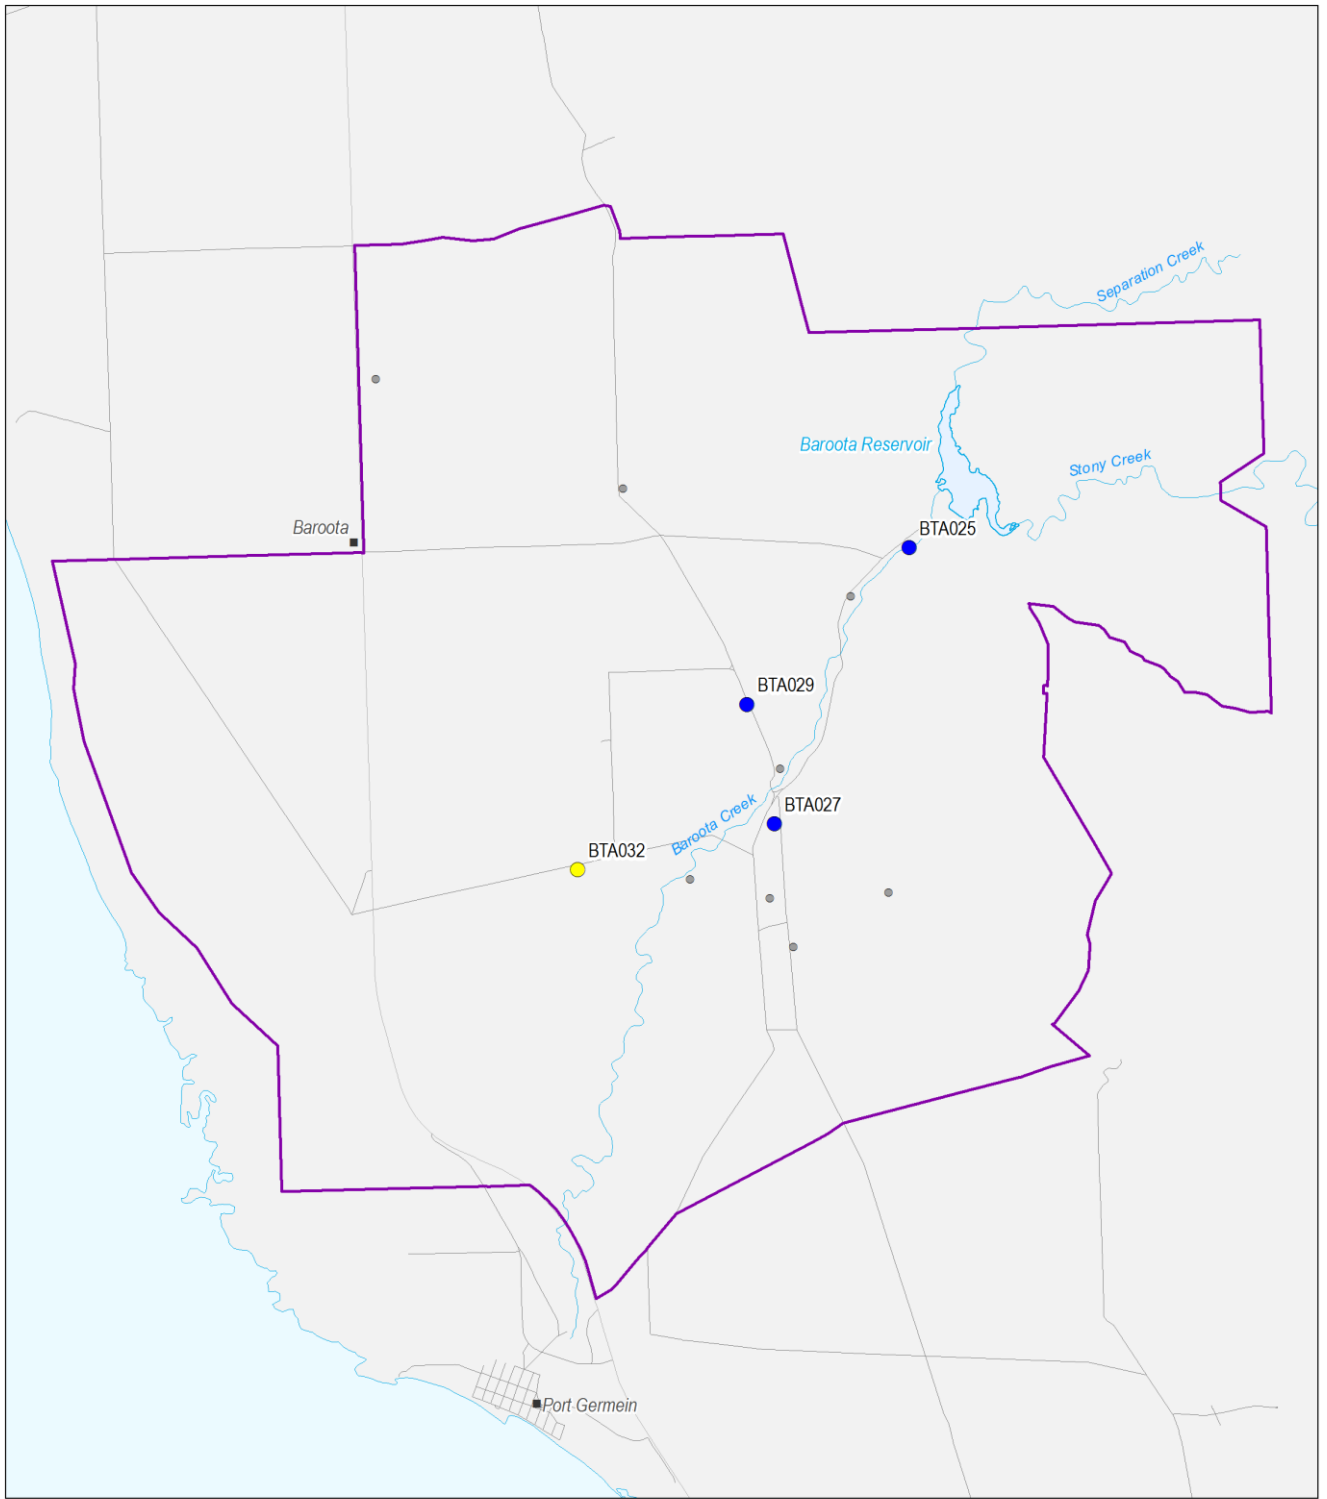 Separation Creek
Baroota Reservoir
Stony Creek
Baroota
BTA025
BTA029
BTA027
Baroota Creek
BTA032
Port Germein